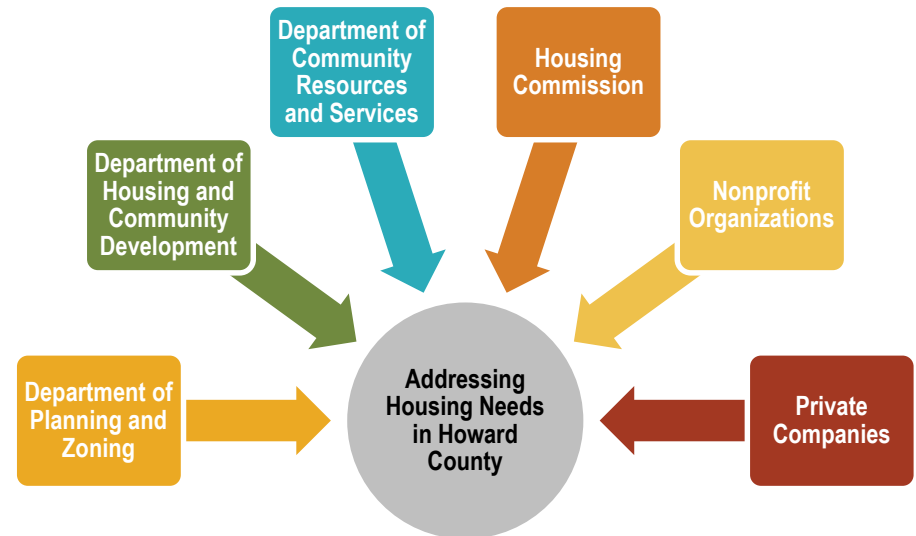 Department of
Community
Resources
and Services
Housing
Commission
Department of
Housing and
Community
Development
Nonprofit
Organizations
Department of
Planning and
Zoning
Addressing
Housing Needs
in Howard
County
Private
Companies